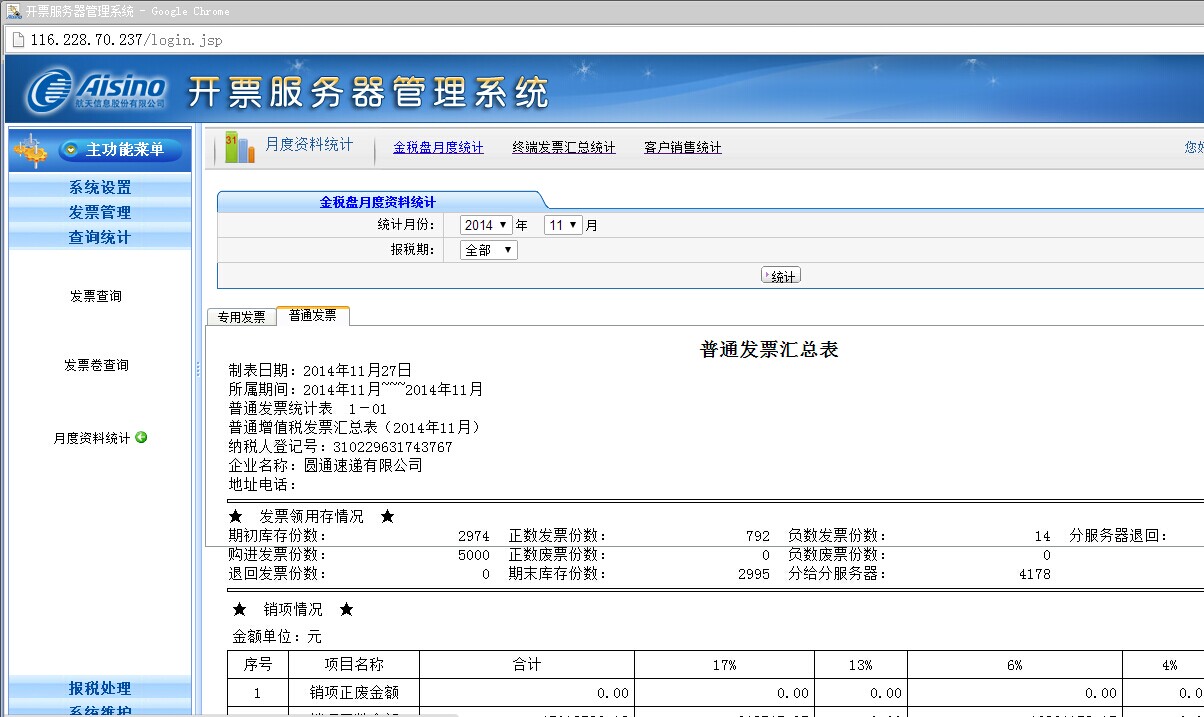 开票服务器管理系统 - Google Chrome
116.228.70.237/login.jsp
Aisino 航天信息股份有限公司
开票服务器管理系统
主功能菜单
系统设置
发票管理
查询统计
发票查询
发票卷查询
月度资料统计
报税处理
系统维护
31 月度资料统计 金税盘月度统计 终端发票汇总统计 客户销售统计
金税盘月度资料统计
统计月份： 2014 年 11 月
报税期： 全部
统计
专用发票 普通发票
普通发票汇总表
制表日期：2014年11月27日
所属期间：2014年11月~~~2014年11月
普通发票统计表 1－01
普通增值税发票汇总表（2014年11月）
纳税人登记号：310229631743767
企业名称：圆通速递有限公司
地址电话：
★ 发票领用存情况 ★
期初库存份数： 2974 正数发票份数： 792 负数发票份数： 14 分服务器退回：
购进发票份数： 5000 正数废票份数： 0 负数废票份数： 0
退回发票份数： 0 期末库存份数： 2995 分给分服务器： 4178
★ 销项情况 ★
金额单位：元
序号 项目名称 合计 17% 13% 6% 4%
1 销项正废金额 0.00 0.00 0.00 0.00